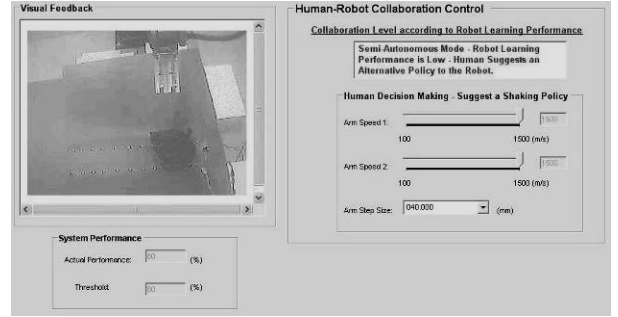 Visual Feedback
Human-Robot Collaboration Control
Collaboration Level according to Robot Learning Performance
Semi-Autonomous Mode - Robot Learning
Performance is Low - Human Suggests an
Alternative Policy to the Robot.
Human Decision Making - Suggest a Shaking Policy
Arm Speed 1:
1500
100
1500 (m/s)
Arm Speed 2:
1500
100
1500 (m/s)
Arm Step Size:
040,000
(mm)
System Performance
Actual Performance:
(%)
Threshold:
(%)